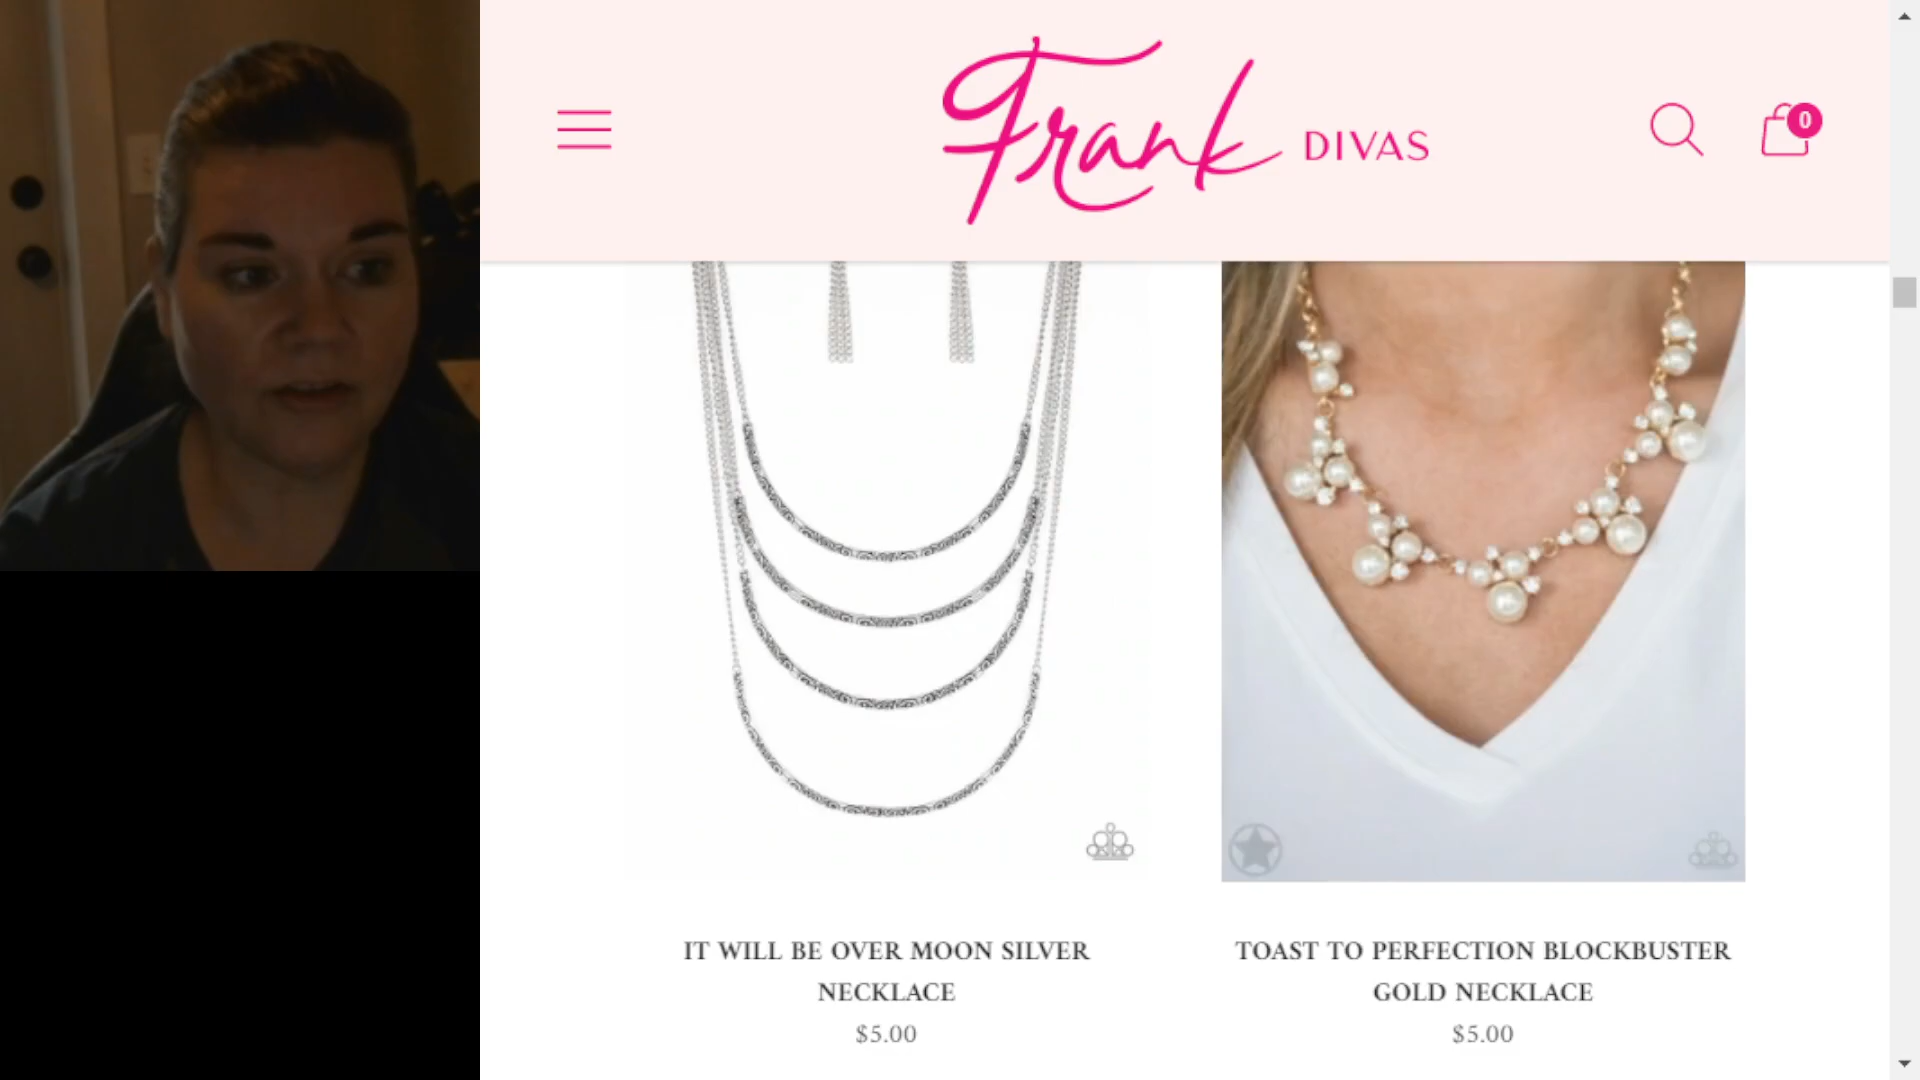 Frank DIVAS
0
IT WILL BE OVER MOON SILVER
NECKLACE
$5.00
TOAST TO PERFECTION BLOCKBUSTER
GOLD NECKLACE
$5.00